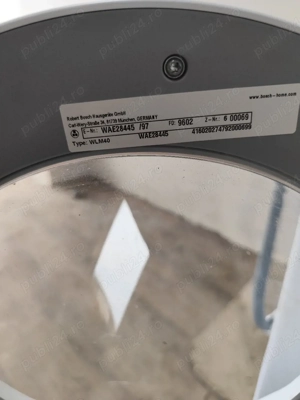 www.bosch-home.com
Robert Bosch Hausgeräte GmbH
Carl-Wery-Straße 34, 81739 München, GERMANY
E - Nr.: WAE28445 /97 FD 9602 Z - Nr.: 6 00069
Type: WLM40 WAE28445 416020274792000699